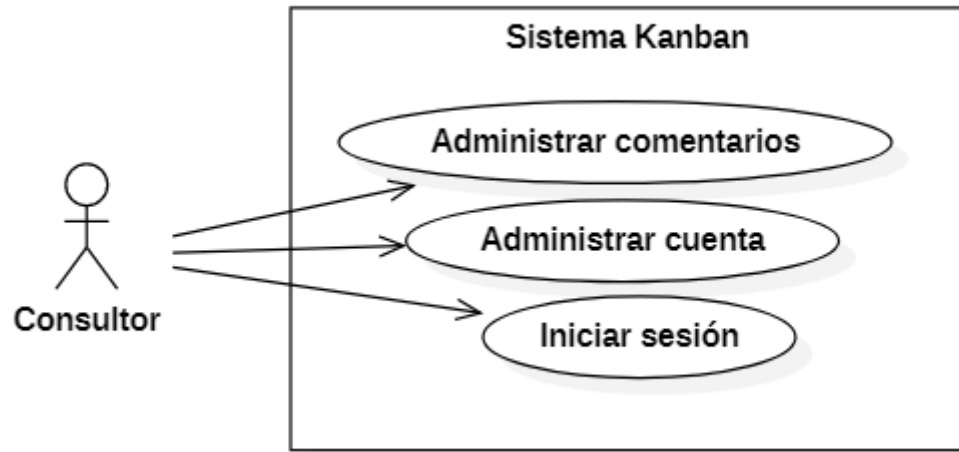 Sistema Kanban
Administrar comentarios
Administrar cuenta
Consultor
Iniciar sesión